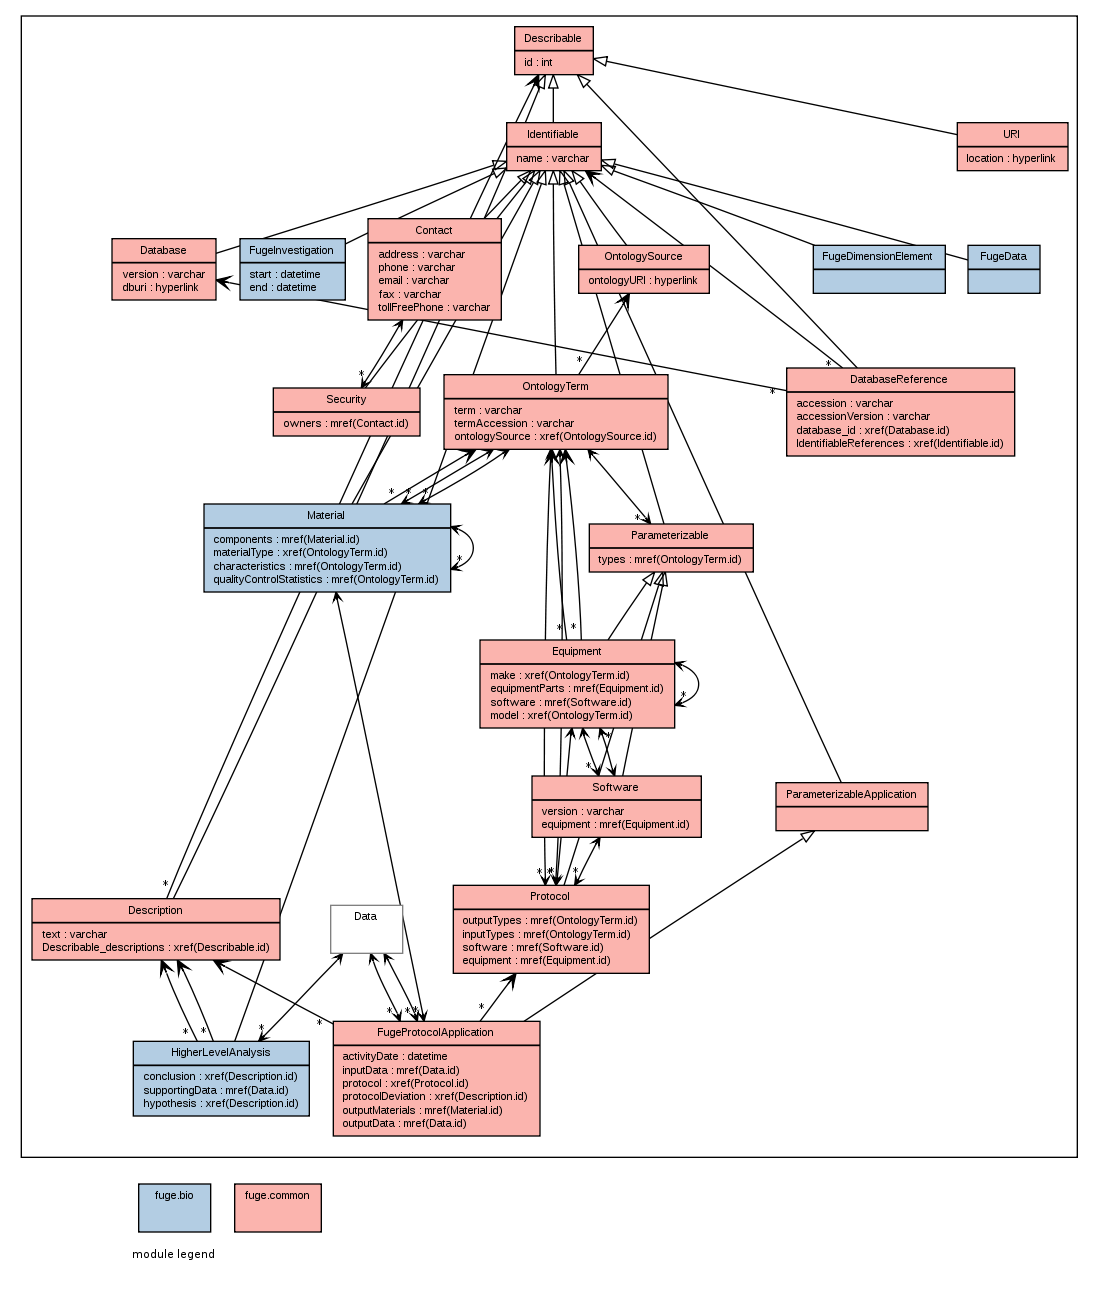 Describable
id : int
Identifiable
name : varchar
URI
location : hyperlink
Database
version : varchar
dburi : hyperlink
FugeInvestigation
start : datetime
end : datetime
Contact
address : varchar
phone : varchar
email : varchar
fax : varchar
tollFreePhone : varchar
OntologySource
ontologyURI : hyperlink
FugeDimensionElement
FugeData
*
*
*
*
Security
owners : mref(Contact.id)
OntologyTerm
term : varchar
termAccession : varchar
ontologySource : xref(OntologySource.id)
DatabaseReference
accession : varchar
accessionVersion : varchar
database_id : xref(Database.id)
IdentifiableReferences : xref(Identifiable.id)
* * *
*
Material
components : mref(Material.id)
materialType : xref(OntologyTerm.id)
characteristics : mref(OntologyTerm.id)
qualityControlStatistics : mref(OntologyTerm.id)
*
Parameterizable
types : mref(OntologyTerm.id)
* *
Equipment
make : xref(OntologyTerm.id)
equipmentParts : mref(Equipment.id)
software : mref(Software.id)
model : xref(OntologyTerm.id)
*
*
*
Software
version : varchar
equipment : mref(Equipment.id)
ParameterizableApplication
* * *
*
Protocol
outputTypes : mref(OntologyTerm.id)
inputTypes : mref(OntologyTerm.id)
software : mref(Software.id)
equipment : mref(Equipment.id)
Description
text : varchar
Describable_descriptions : xref(Describable.id)
Data
* * * * * * * *
HigherLevelAnalysis
conclusion : xref(Description.id)
supportingData : mref(Data.id)
hypothesis : xref(Description.id)
FugeProtocolApplication
activityDate : datetime
inputData : mref(Data.id)
protocol : xref(Protocol.id)
protocolDeviation : xref(Description.id)
outputMaterials : mref(Material.id)
outputData : mref(Data.id)
fuge.bio
fuge.common
module legend